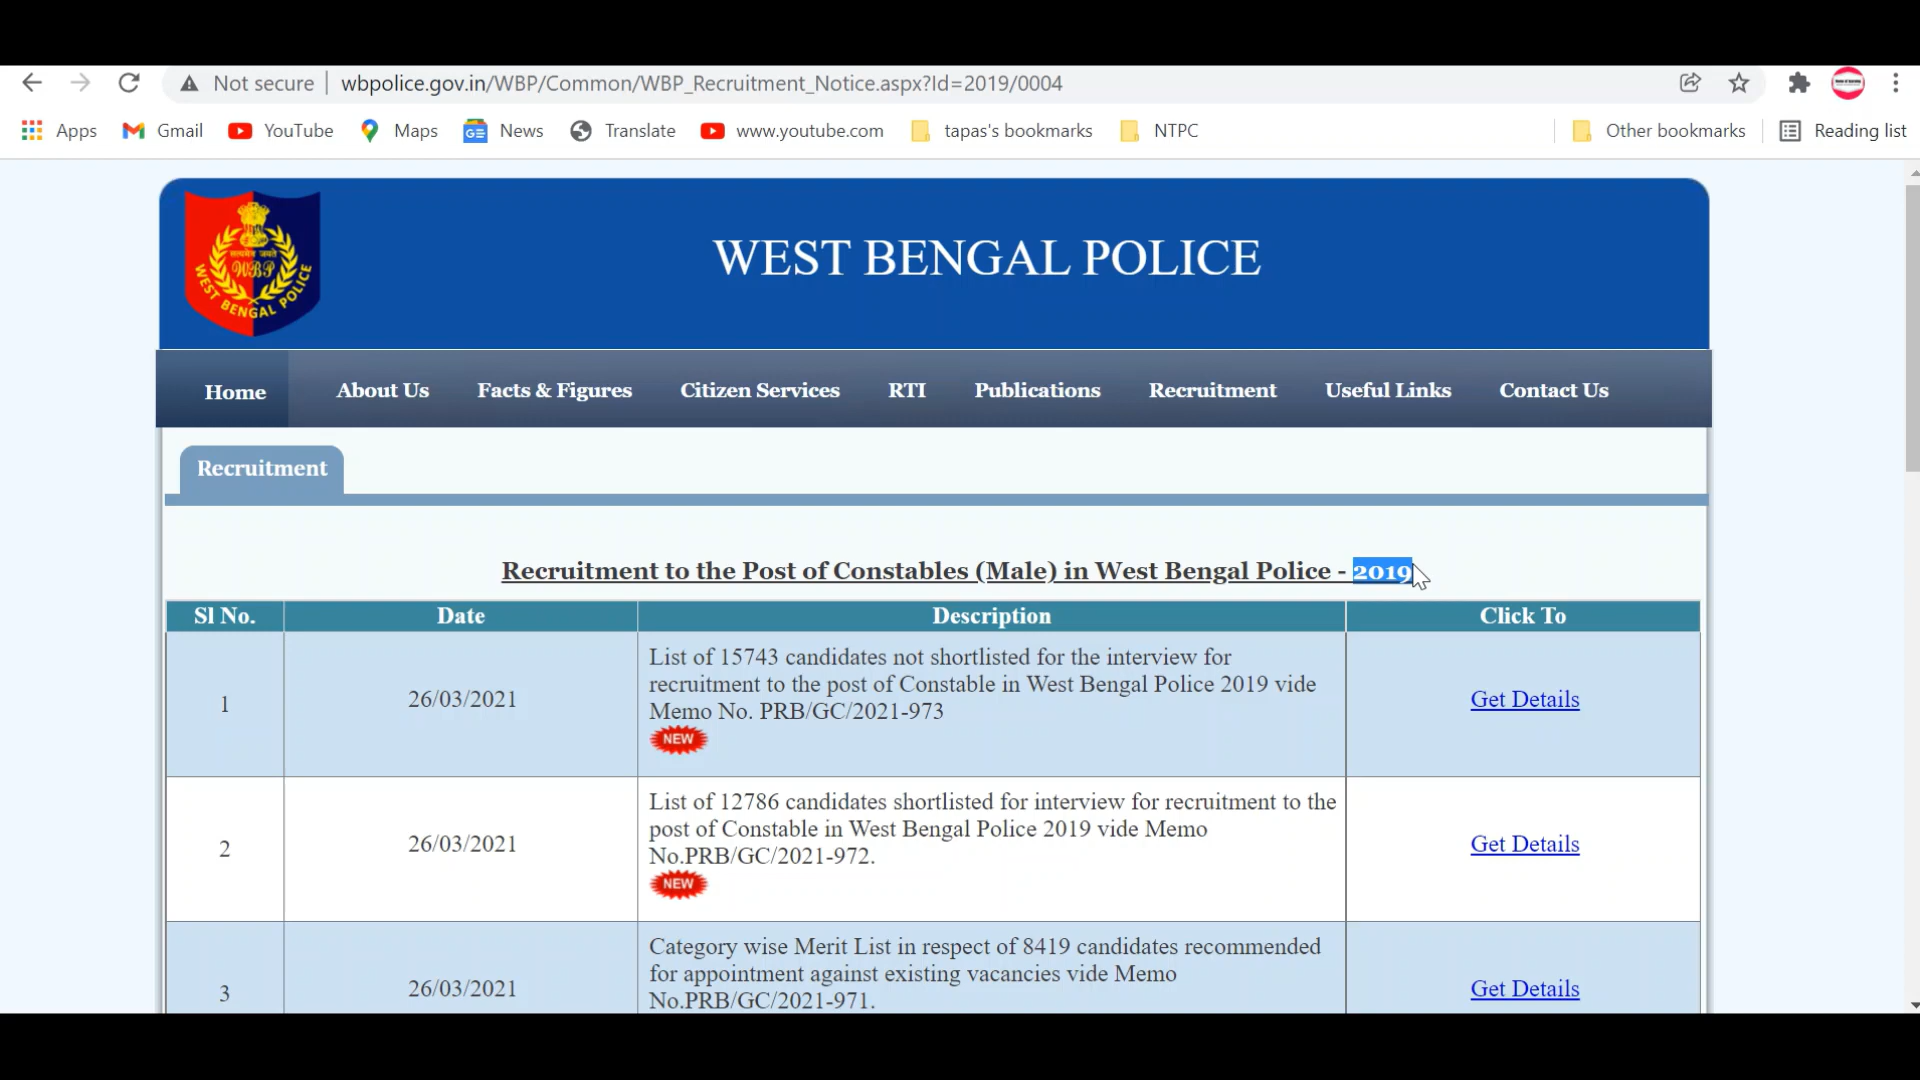 Not secure | wbpolice.gov.in/WBP/Common/WBP_Recruitment_Notice.aspx?Id=2019/0004
Apps Gmail YouTube Maps News Translate www.youtube.com tapas's bookmarks NTPC Other bookmarks Reading list
सत्यमेव जयते
WBP
WEST BENGAL POLICE
WEST BENGAL POLICE
Home About Us Facts & Figures Citizen Services RTI Publications Recruitment Useful Links Contact Us
Recruitment
Recruitment to the Post of Constables (Male) in West Bengal Police - 2019
Sl No. Date Description Click To
1 26/03/2021 List of 15743 candidates not shortlisted for the interview for
recruitment to the post of Constable in West Bengal Police 2019 vide
Memo No. PRB/GC/2021-973
NEW
Get Details
2 26/03/2021 List of 12786 candidates shortlisted for interview for recruitment to the
post of Constable in West Bengal Police 2019 vide Memo
No.PRB/GC/2021-972.
NEW
Get Details
3 26/03/2021 Category wise Merit List in respect of 8419 candidates recommended
for appointment against existing vacancies vide Memo
No.PRB/GC/2021-971.
Get Details